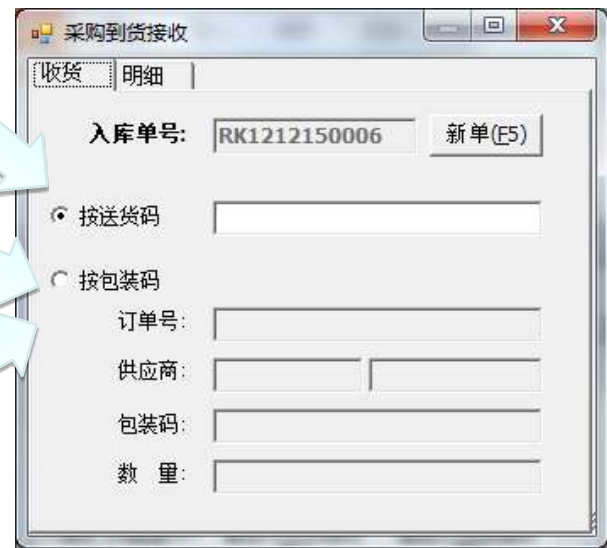 采购到货接收
收货 明细
入库单号: RK1212150006 新单(F5)
按送货码
按包装码
订单号:
供应商:
包装码:
数 量: